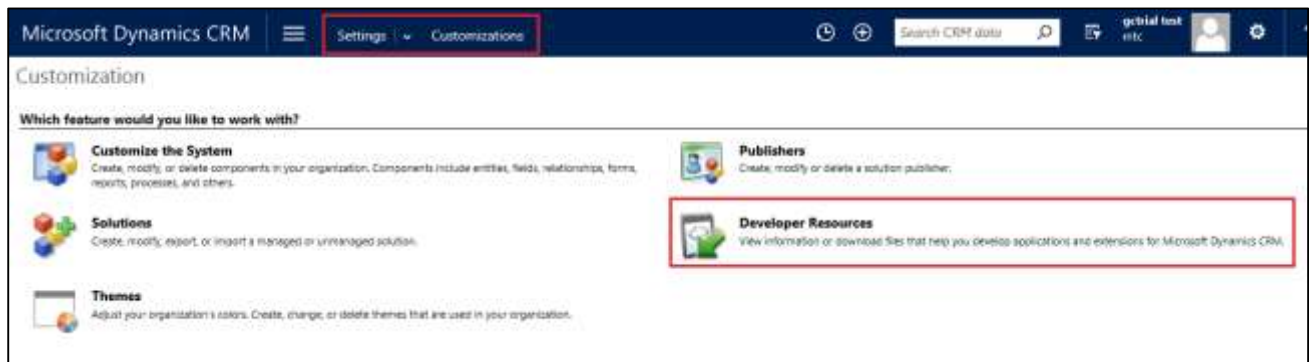 Microsoft Dynamics CRM Settings Customizations Search CRM data qctrial test
mtc
Customization
Which feature would you like to work with?
Customize the System
Create, modify, or delete components in your organization. Components include entities, fields, relationships, forms,
reports, processes, and others.
Publishers
Create, modify or delete a solution publisher.
Solutions
Create, modify, export, or import a managed or unmanaged solution.
Developer Resources
View information or download files that help you develop applications and extensions for Microsoft Dynamics CRM.
Themes
Adjust your organization's colors. Create, change, or delete themes that are used in your organization.